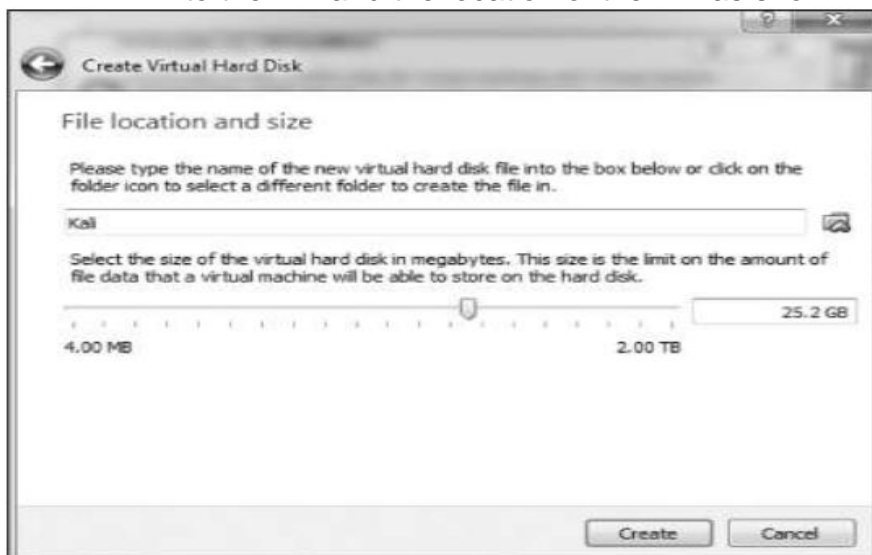 Create Virtual Hard Disk
File location and size
Please type the name of the new virtual hard disk file into the box below or click on the
folder icon to select a different folder to create the file in.
Kali
Select the size of the virtual hard disk in megabytes. This size is the limit on the amount of
file data that a virtual machine will be able to store on the hard disk.
25.2 GB
4.00 MB 2.00 TB
Create Cancel